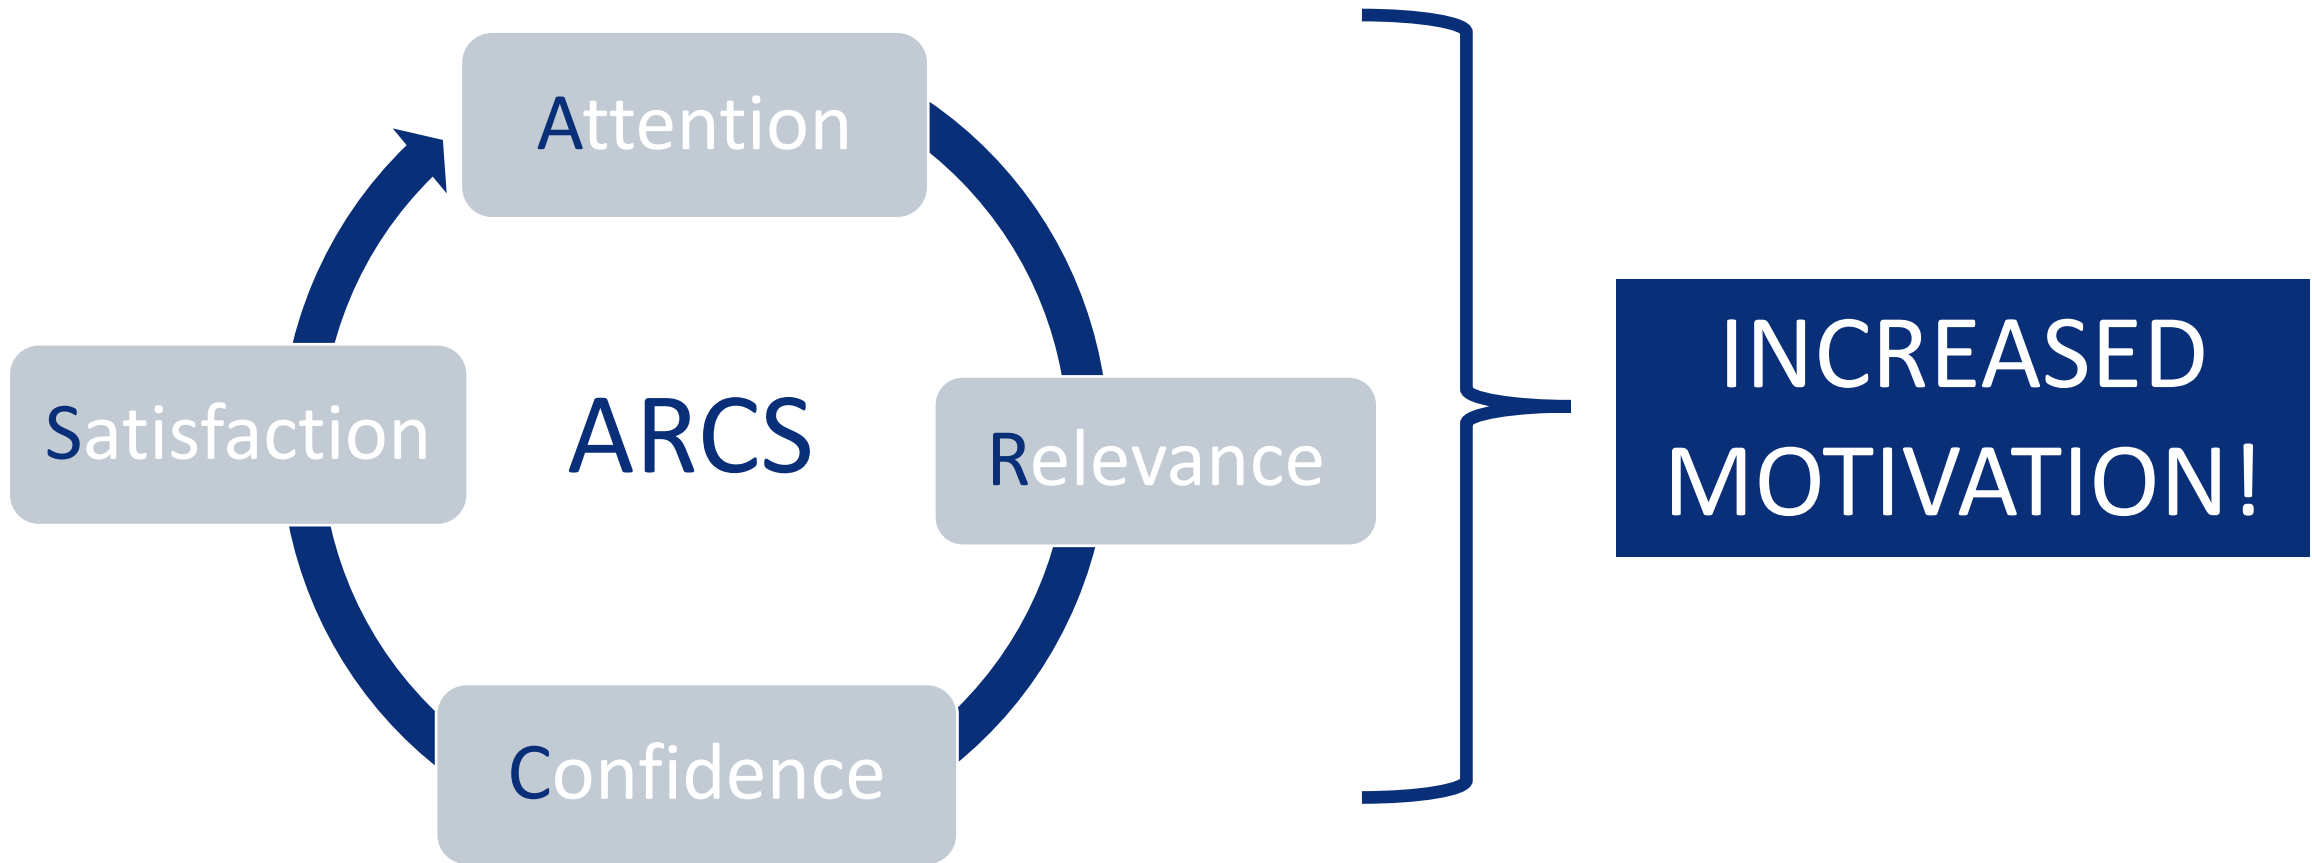 Attention
Satisfaction
ARCS
Relevance
Confidence
INCREASED
MOTIVATION!